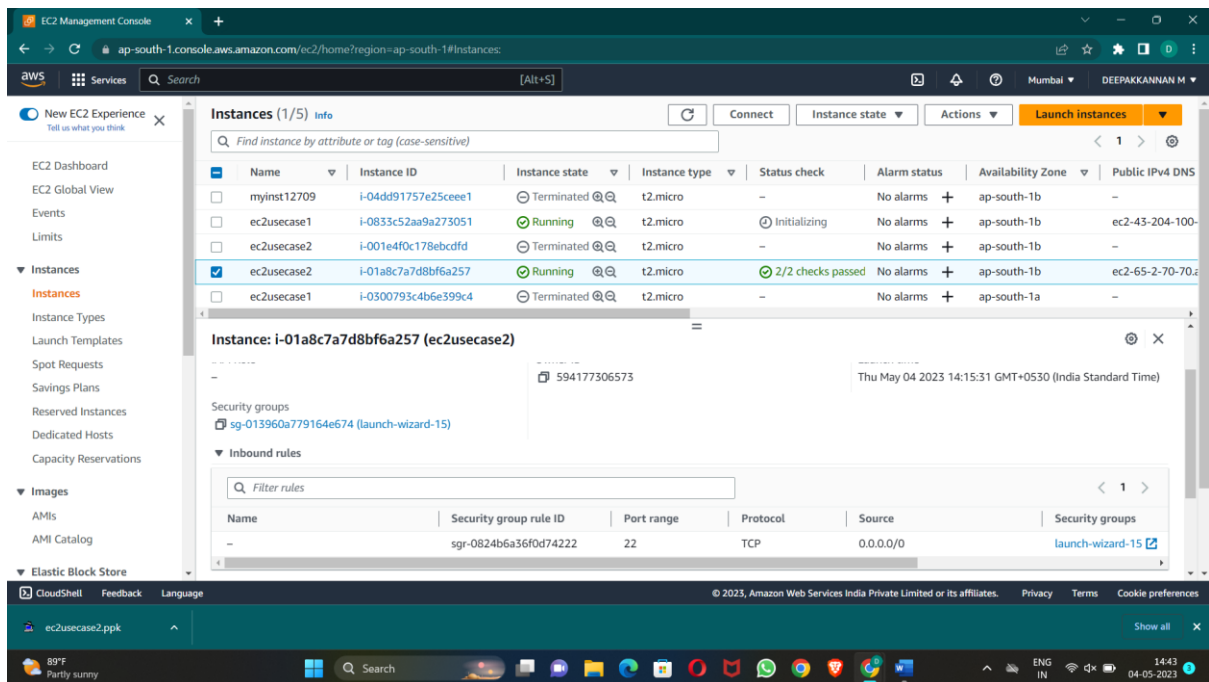 EC2 Management Console
ap-south-1.console.aws.amazon.com/ec2/home?region=ap-south-1#Instances:
aws Services Search [Alt+S] Mumbai DEEPAKKANNAN M
New EC2 Experience
Tell us what you think
EC2 Dashboard
EC2 Global View
Events
Limits
Instances
Instances
Instance Types
Launch Templates
Spot Requests
Savings Plans
Reserved Instances
Dedicated Hosts
Capacity Reservations
Images
AMIs
AMI Catalog
Elastic Block Store
Instances (1/5) Info Connect Instance state Actions Launch instances
Find instance by attribute or tag (case-sensitive) 1
Name Instance ID Instance state Instance type Status check Alarm status Availability Zone Public IPv4 DNS
myinst12709 i-04dd91757e25ceee1 Terminated t2.micro – No alarms + ap-south-1b –
ec2usecase1 i-0833c52aa9a273051 Running t2.micro Initializing No alarms + ap-south-1b ec2-43-204-100-
ec2usecase2 i-001e4f0c178ebcdfd Terminated t2.micro – No alarms + ap-south-1b –
ec2usecase2 i-01a8c7a7d8bf6a257 Running t2.micro 2/2 checks passed No alarms + ap-south-1b ec2-65-2-70-70.a
ec2usecase1 i-0300793c4b6e399c4 Terminated t2.micro – No alarms + ap-south-1a –
Instance: i-01a8c7a7d8bf6a257 (ec2usecase2)
– 594177306573 Thu May 04 2023 14:15:31 GMT+0530 (India Standard Time)
Security groups
sg-013960a779164e674 (launch-wizard-15)
Inbound rules
Filter rules 1
Name Security group rule ID Port range Protocol Source Security groups
– sgr-0824b6a36f0d74222 22 TCP 0.0.0.0/0 launch-wizard-15
CloudShell Feedback Language © 2023, Amazon Web Services India Private Limited or its affiliates. Privacy Terms Cookie preferences
ec2usecase2.ppk Show all
89°F
Partly sunny
Search
ENG
IN
14:43
04-05-2023
3